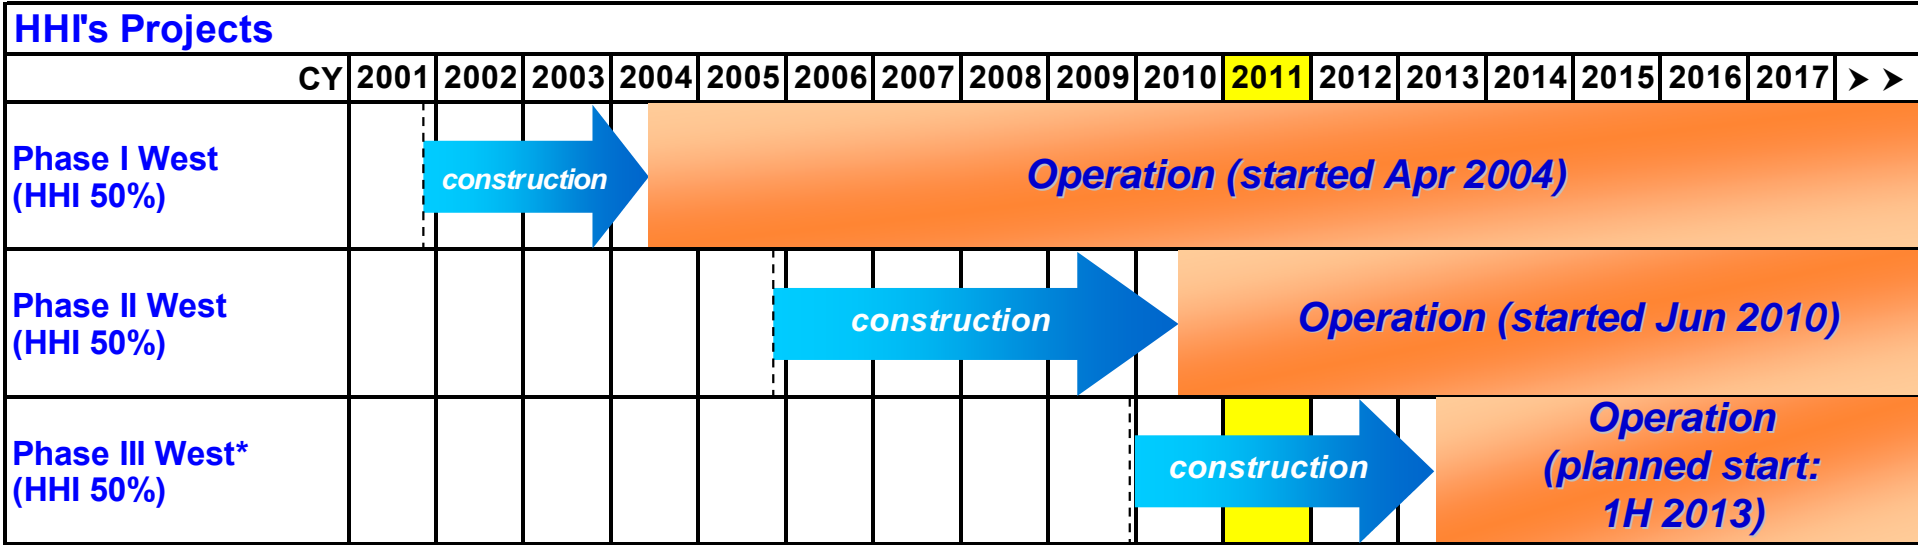 HHI's Projects
CY 2001 2002 2003 2004 2005 2006 2007 2008 2009 2010 2011 2012 2013 2014 2015 2016 2017 ➤ ➤
Phase I West
(HHI 50%)
construction
Operation (started Apr 2004)
Phase II West
(HHI 50%)
construction
Operation (started Jun 2010)
Phase III West*
(HHI 50%)
construction
Operation
(planned start:
1H 2013)